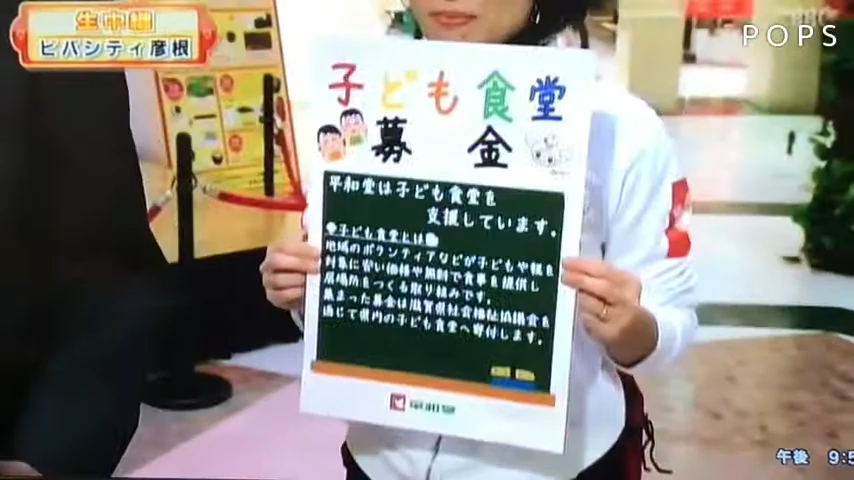 生中継
ビバシティ彦根
POPS
子ども食堂
募金
平和堂は子ども食堂を
支援しています。
●子ども食堂とは●
地域のボランティアなどが子どもや親を
対象に安い価格や無料で食事を提供し
居場所をつくる取り組みです。
集まった募金は滋賀県社会福祉協議会を
通じて県内の子ども食堂へ寄付します。
午後 9:5